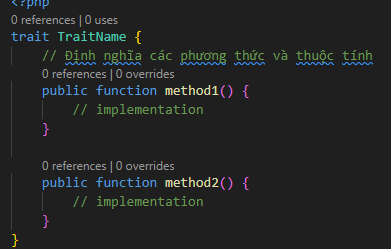 <?php
0 references | 0 uses
trait TraitName {
// Định nghĩa các phương thức và thuộc tính
0 references | 0 overrides
public function method1() {
// implementation
}
0 references | 0 overrides
public function method2() {
// implementation
}
}